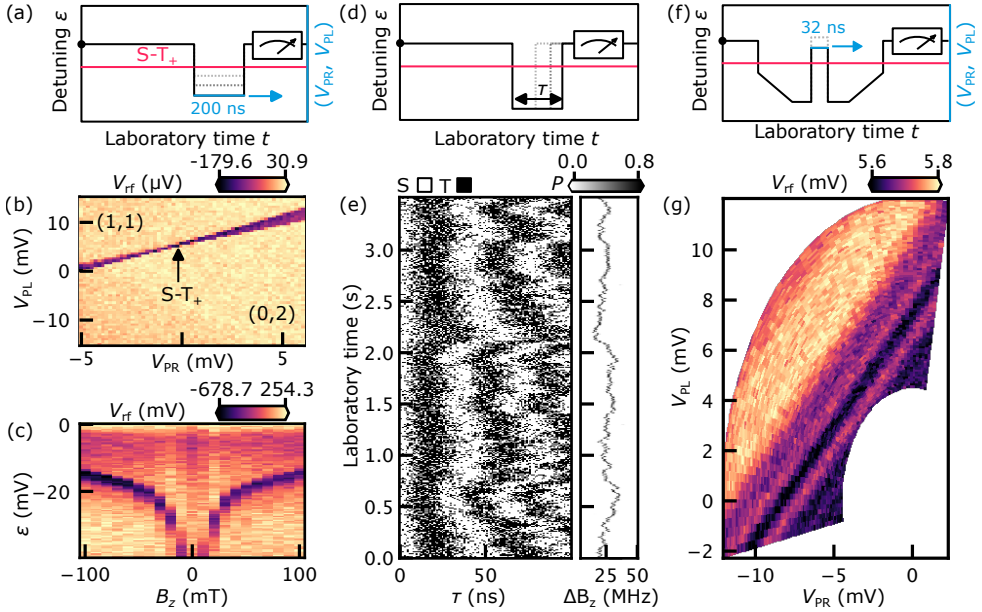 (a)
Detuning ε
S-T+
200 ns
(VPR, VPL)
Laboratory time t
(d)
Detuning ε
τ
Laboratory time t
(f)
Detuning ε
32 ns
(VPR, VPL)
Laboratory time t
-179.6 30.9
Vrf (μV)
(b)
VPL (mV)
10
0
−10
(1,1)
S-T+
(0,2)
−5 0 5
VPR (mV)
-678.7 254.3
Vrf (mV)
(c)
ε (mV)
0
−20
−100 0 100
Bz (mT)
0.0 0.8
S T P
(e)
Laboratory time (s)
3.5
3.0
2.5
2.0
1.5
1.0
0.5
0.0
0 50
τ (ns)
25 50
ΔBz (MHz)
5.6 5.8
Vrf (mV)
(g)
VPL (mV)
10
8
6
4
2
0
−2
−10 −5 0
VPR (mV)